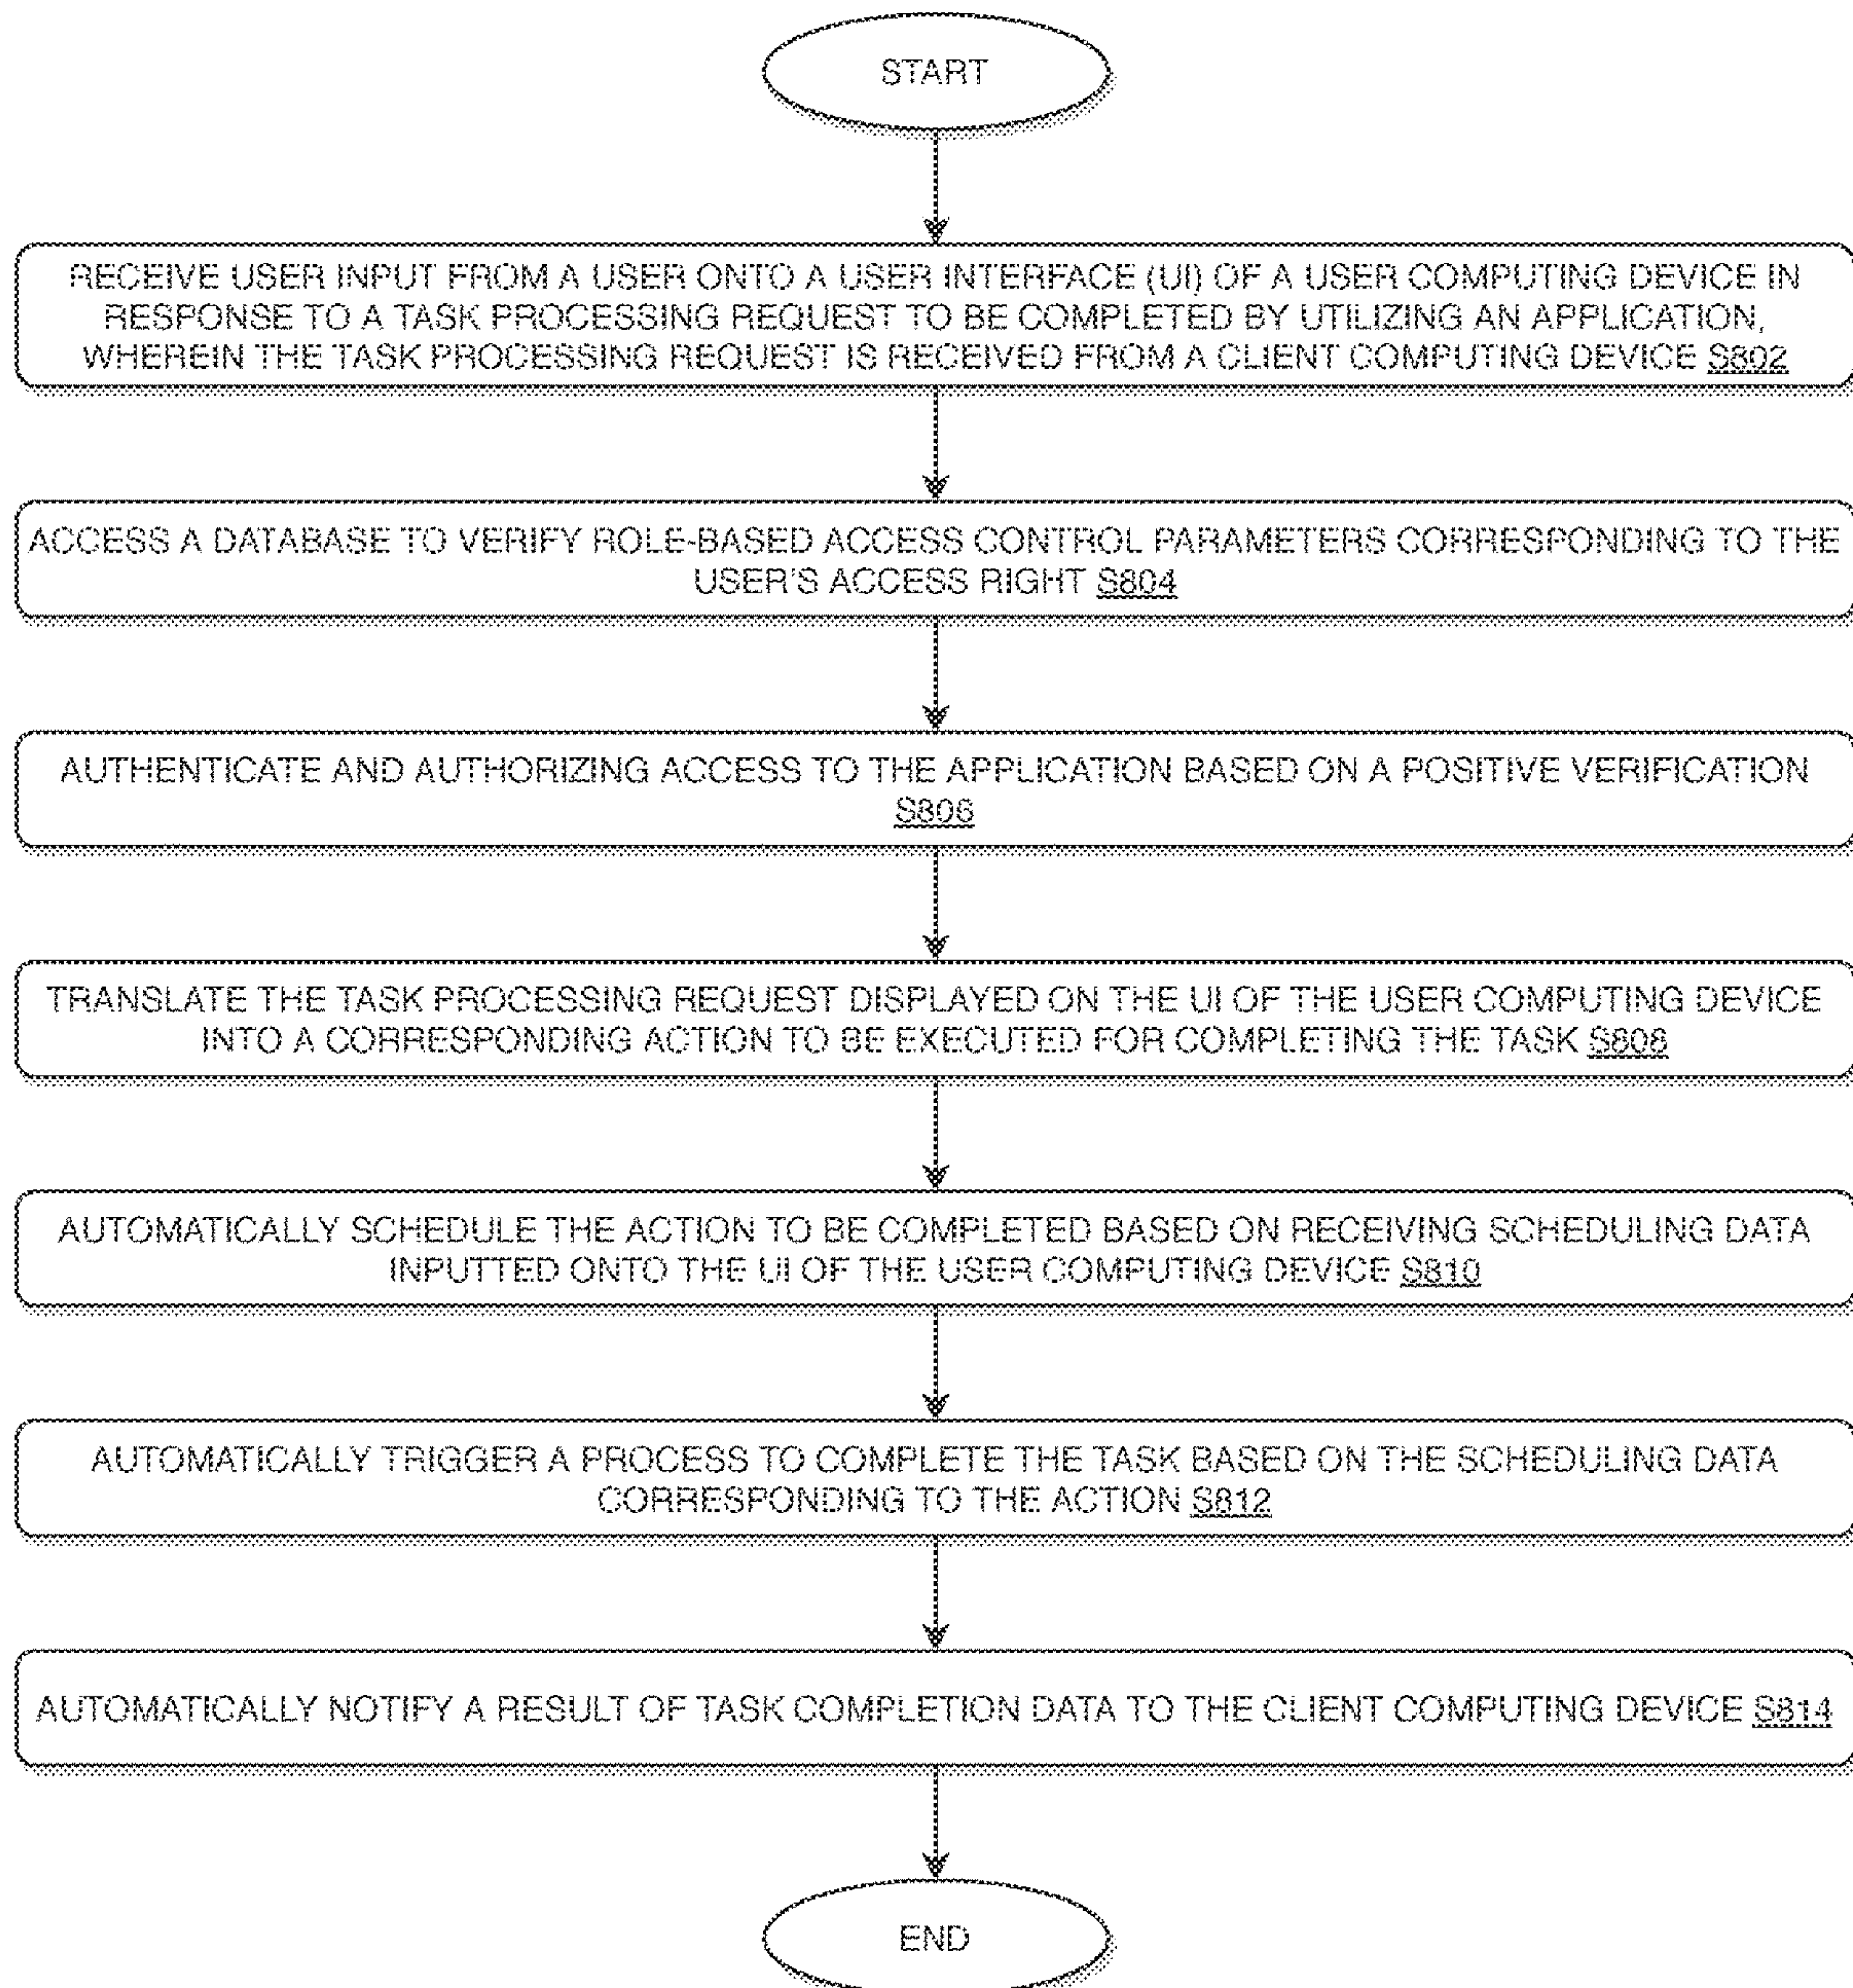 START
RECEIVE USER INPUT FROM A USER ONTO A USER INTERFACE (UI) OF A USER COMPUTING DEVICE IN
RESPONSE TO A TASK PROCESSING REQUEST TO BE COMPLETED BY UTILIZING AN APPLICATION,
WHEREIN THE TASK PROCESSING REQUEST IS RECEIVED FROM A CLIENT COMPUTING DEVICE S802
ACCESS A DATABASE TO VERIFY ROLE-BASED ACCESS CONTROL PARAMETERS CORRESPONDING TO THE
USER'S ACCESS RIGHT S804
AUTHENTICATE AND AUTHORIZING ACCESS TO THE APPLICATION BASED ON A POSITIVE VERIFICATION
S806
TRANSLATE THE TASK PROCESSING REQUEST DISPLAYED ON THE UI OF THE USER COMPUTING DEVICE
INTO A CORRESPONDING ACTION TO BE EXECUTED FOR COMPLETING THE TASK S808
AUTOMATICALLY SCHEDULE THE ACTION TO BE COMPLETED BASED ON RECEIVING SCHEDULING DATA
INPUTTED ONTO THE UI OF THE USER COMPUTING DEVICE S810
AUTOMATICALLY TRIGGER A PROCESS TO COMPLETE THE TASK BASED ON THE SCHEDULING DATA
CORRESPONDING TO THE ACTION S812
AUTOMATICALLY NOTIFY A RESULT OF TASK COMPLETION DATA TO THE CLIENT COMPUTING DEVICE S814
END